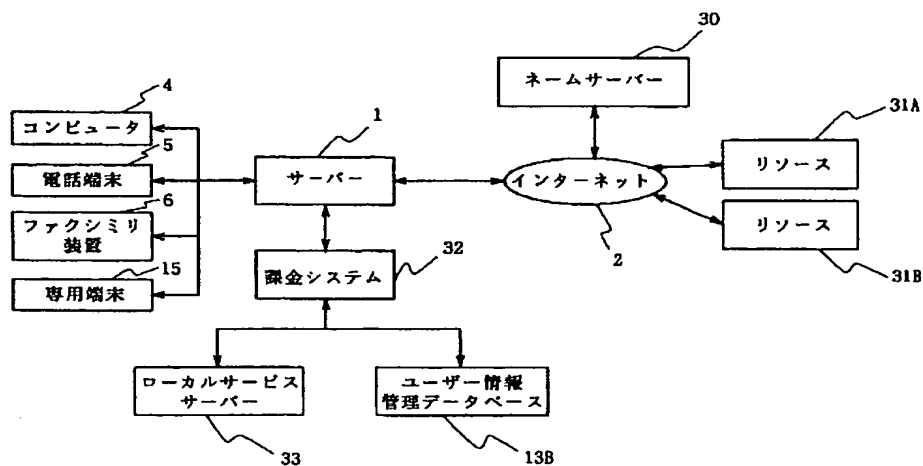 30
ネームサーバー
4
コンピュータ
5
電話端末
6
ファクシミリ
装置
15
専用端末
1
サーバー
インターネット
2
31A
リソース
リソース
31B
課金システム
32
ローカルサービス
サーバー
33
ユーザー情報
管理データベース
13B